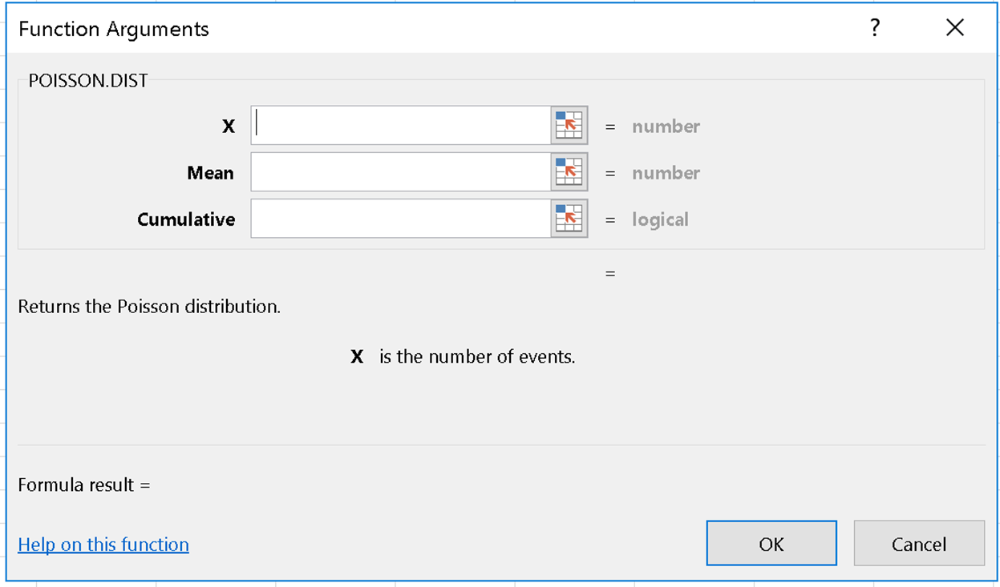 Function Arguments ?
POISSON.DIST
X = number
Mean = number
Cumulative = logical
=
Returns the Poisson distribution.
X is the number of events.
Formula result =
Help on this function OK Cancel